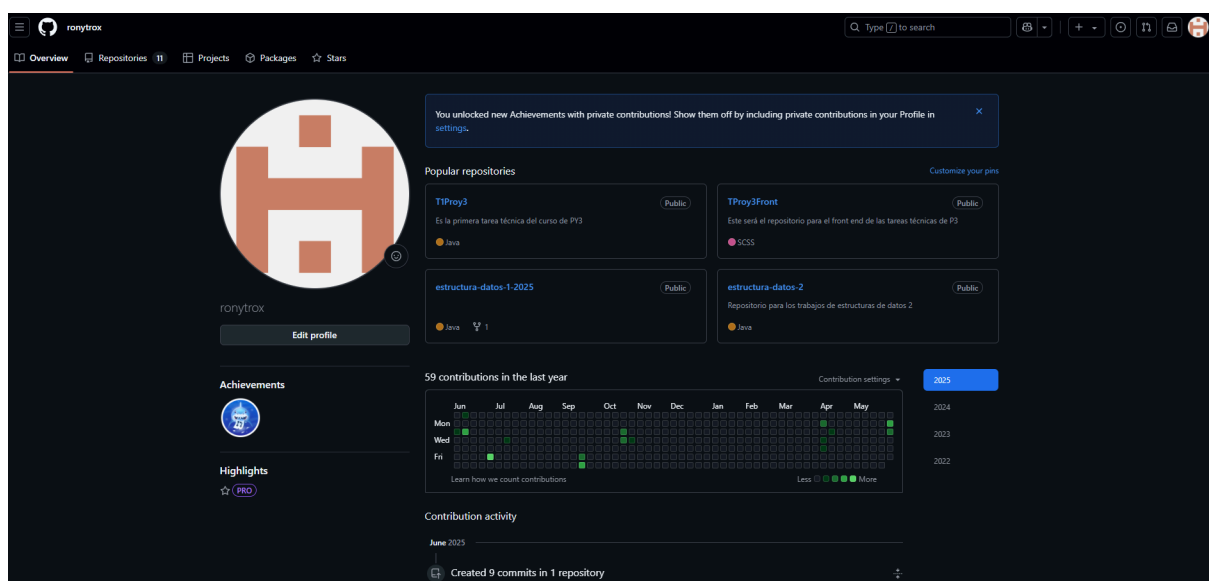 ronytrox
Type / to search
Overview Repositories 11 Projects Packages Stars
You unlocked new Achievements with private contributions! Show them off by including private contributions in your Profile in
settings.
Popular repositories
Customize your pins
T1Proy3 Public
Es la primera tarea técnica del curso de PY3
Java
TProy3Front Public
Este será el repositorio para el front end de las tareas técnicas de P3
SCSS
estructura-datos-1-2025 Public
Java 1
estructura-datos-2 Public
Repositorio para los trabajos de estructuras de datos 2
Java
ronytrox
Edit profile
Achievements
Highlights
PRO
59 contributions in the last year
Contribution settings
2025
2024
2023
2022
Jun Jul Aug Sep Oct Nov Dec Jan Feb Mar Apr May
Mon
Wed
Fri
Learn how we count contributions
Less More
Contribution activity
June 2025
Created 9 commits in 1 repository